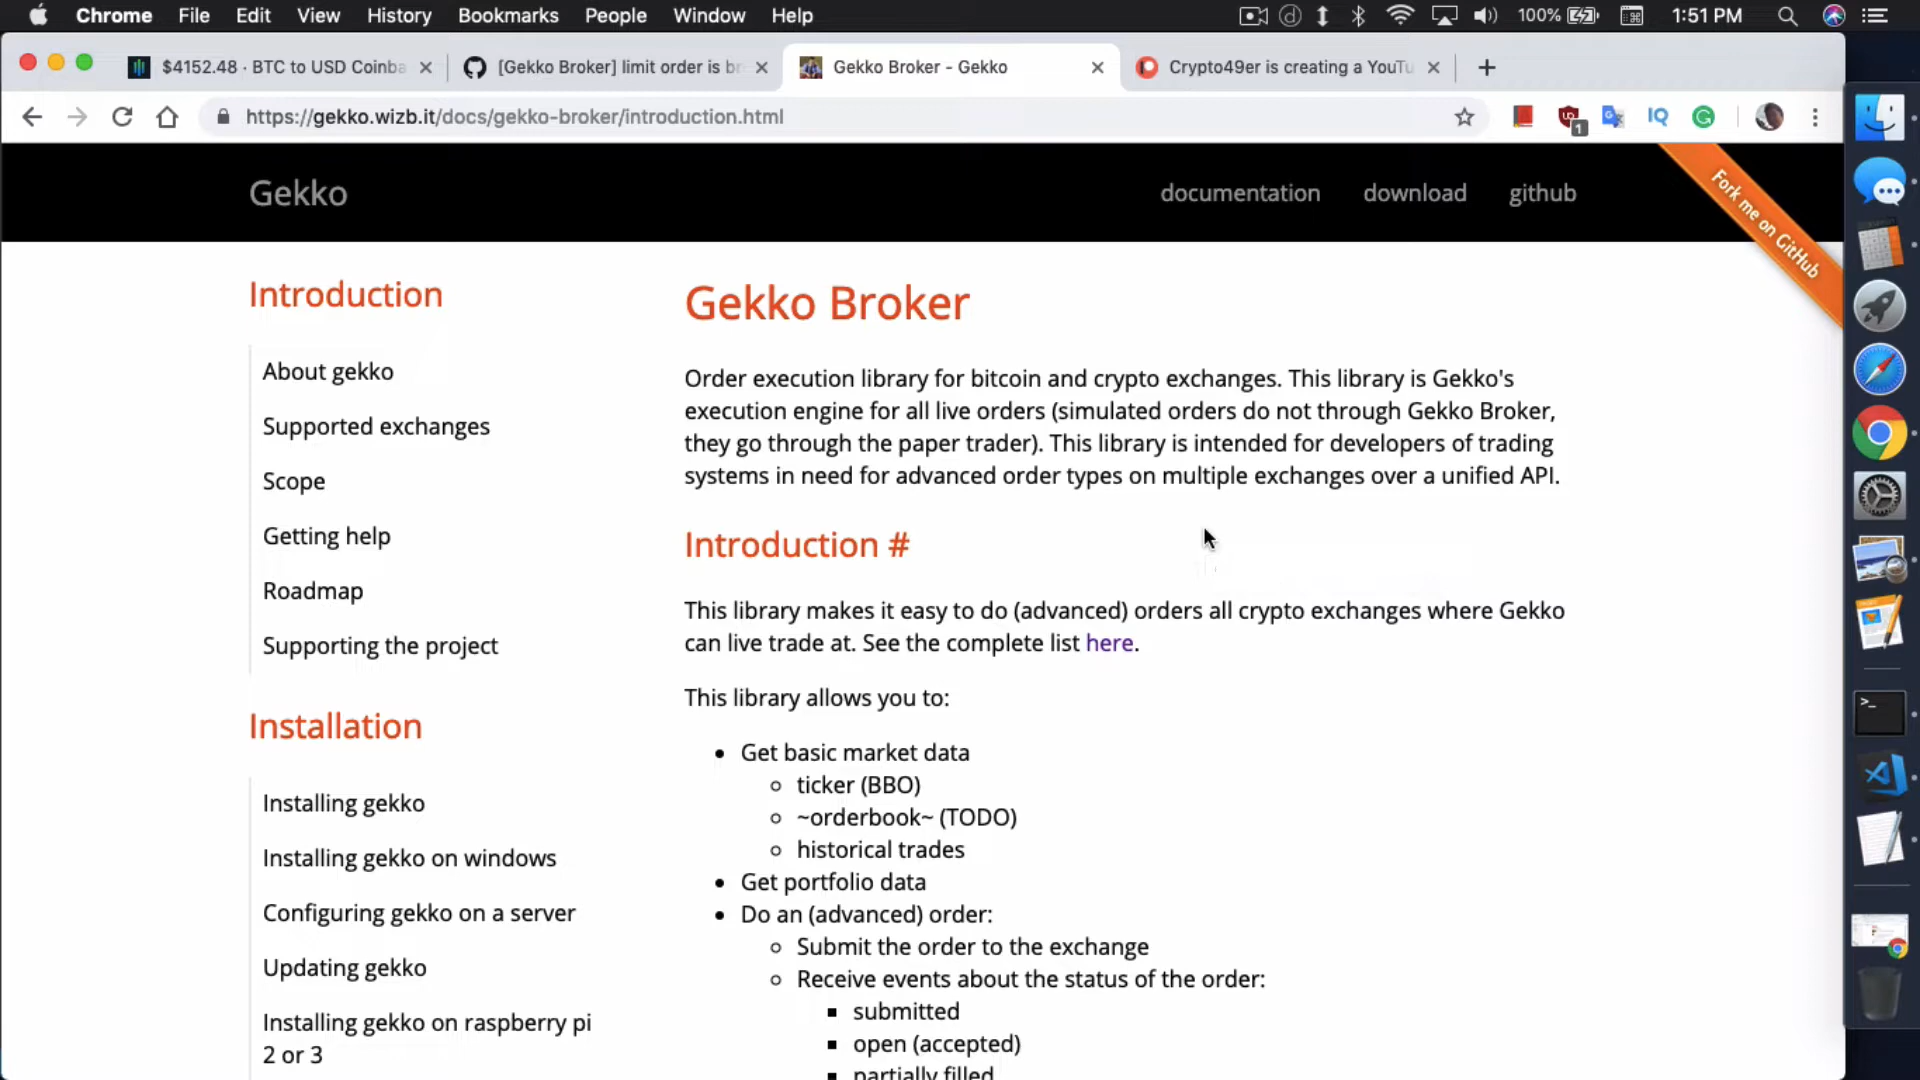 Chrome File Edit View History Bookmarks People Window Help 100% 1:51 PM
$4152.48 · BTC to USD Coinba
[Gekko Broker] limit order is br
Gekko Broker - Gekko
Crypto49er is creating a YouTu
https://gekko.wizb.it/docs/gekko-broker/introduction.html
1
IQ
Gekko
documentation download github
Fork me on GitHub
Introduction
About gekko
Supported exchanges
Scope
Getting help
Roadmap
Supporting the project
Installation
Installing gekko
Installing gekko on windows
Configuring gekko on a server
Updating gekko
Installing gekko on raspberry pi
2 or 3
Gekko Broker
Order execution library for bitcoin and crypto exchanges. This library is Gekko's
execution engine for all live orders (simulated orders do not through Gekko Broker,
they go through the paper trader). This library is intended for developers of trading
systems in need for advanced order types on multiple exchanges over a unified API.
Introduction #
This library makes it easy to do (advanced) orders all crypto exchanges where Gekko
can live trade at. See the complete list here.
This library allows you to:
Get basic market data
ticker (BBO)
~orderbook~ (TODO)
historical trades
Get portfolio data
Do an (advanced) order:
Submit the order to the exchange
Receive events about the status of the order:
submitted
open (accepted)
partially filled